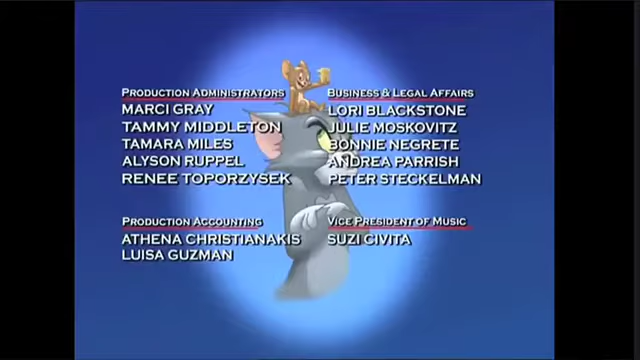 PRODUCTION ADMINISTRATORS
MARCI GRAY
TAMMY MIDDLETON
TAMARA MILES
ALYSON RUPPEL
RENEE TOPORZYSEK
BUSINESS & LEGAL AFFAIRS
LORI BLACKSTONE
JULIE MOSKOVITZ
BONNIE NEGRETE
ANDREA PARRISH
PETER STECKELMAN
PRODUCTION ACCOUNTING
ATHENA CHRISTIANAKIS
LUISA GUZMAN
VICE PRESIDENT OF MUSIC
SUZI CIVITA